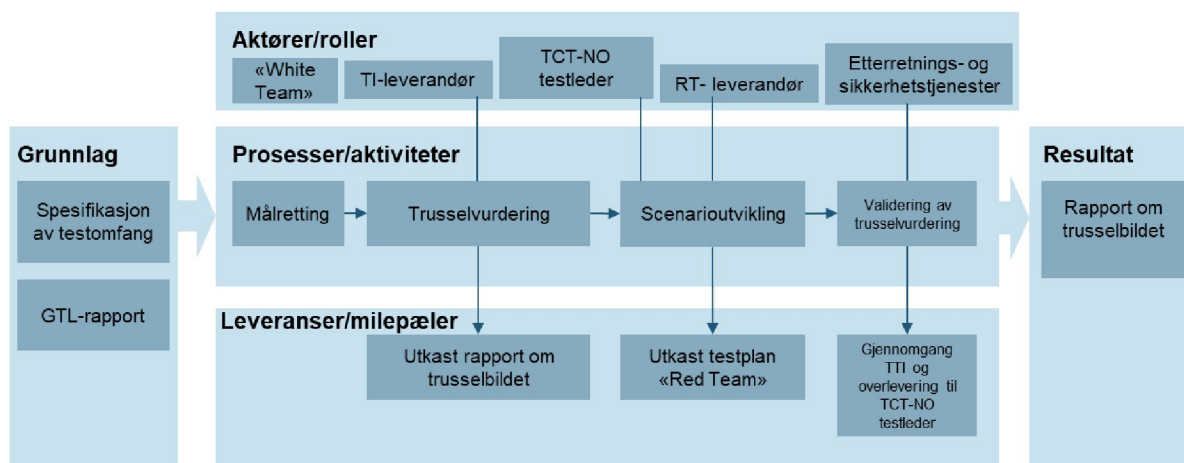 Aktører/roller
«White
Team»
TI-leverandør
TCT-NO
testleder
RT- leverandør
Etterretnings- og
sikkerhetstjenester
Grunnlag
Spesifikasjon
av testomfang
GTL-rapport
Prosesser/aktiviteter
Målretting
Trusselvurdering
Scenarioutvikling
Validering av
trusselvurdering
Leveranser/milepæler
Utkast rapport om
trusselbildet
Utkast testplan
«Red Team»
Gjennomgang
TTI og
overlevering til
TCT-NO
testleder
Resultat
Rapport om
trusselbildet